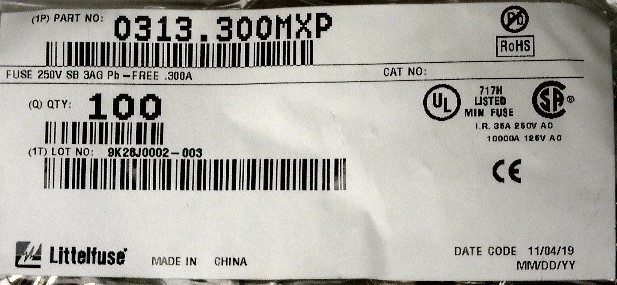 (1P) PART NO: 0313.300MXP
Pb
RoHS
FUSE 250V SB 3AG Pb-FREE .300A
CAT NO:
(Q) QTY: 100
UL
717H
LISTED
MIN FUSE
SA ®
I.R. 35A 250V AC
10000A 125V AC
(1T) LOT NO: 9K28J0002-003
CE
Littelfuse®
MADE IN CHINA
DATE CODE 11/04/19
MM/DD/YY